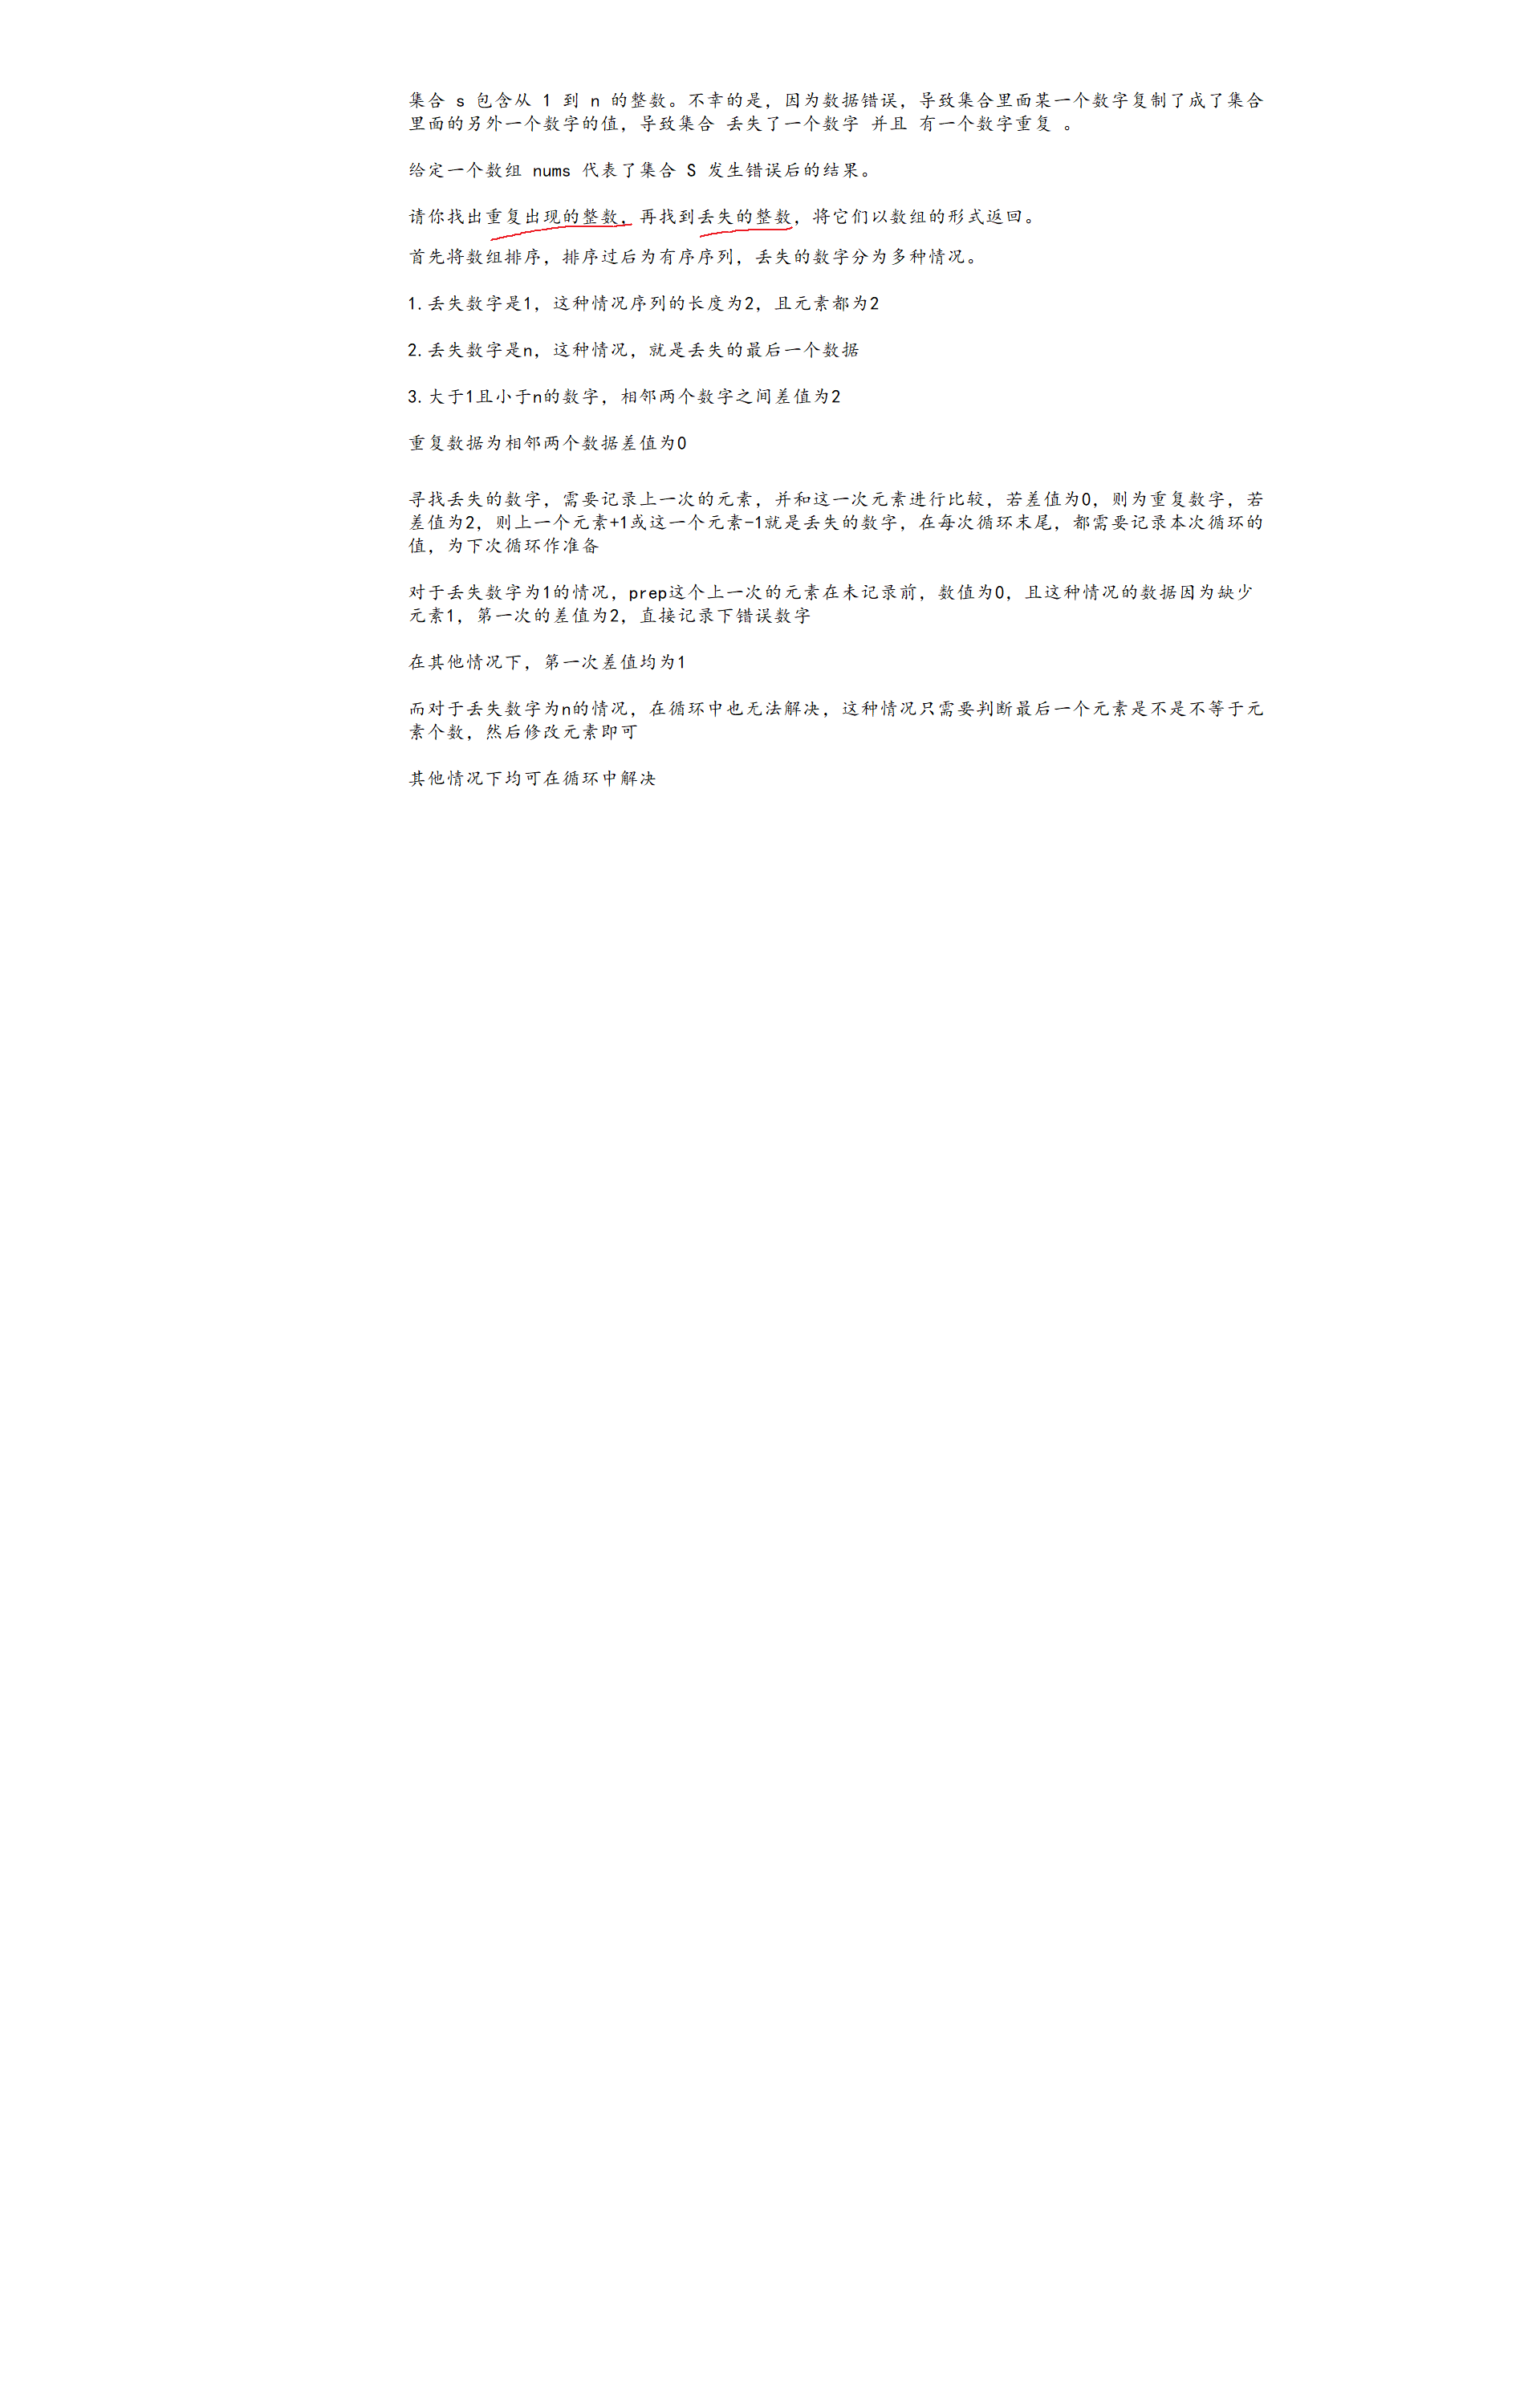 集合 s 包含从 1 到 n 的整数。不幸的是，因为数据错误，导致集合里面某一个数字复制了成了集合
里面的另外一个数字的值，导致集合 丢失了一个数字 并且 有一个数字重复 。
给定一个数组 nums 代表了集合 S 发生错误后的结果。
请你找出重复出现的整数，再找到丢失的整数，将它们以数组的形式返回。
首先将数组排序，排序过后为有序序列，丢失的数字分为多种情况。
1.丢失数字是1，这种情况序列的长度为2，且元素都为2
2.丢失数字是n，这种情况，就是丢失的最后一个数据
3.大于1且小于n的数字，相邻两个数字之间差值为2
重复数据为相邻两个数据差值为0
寻找丢失的数字，需要记录上一次的元素，并和这一次元素进行比较，若差值为0，则为重复数字，若
差值为2，则上一个元素+1或这一个元素-1就是丢失的数字，在每次循环末尾，都需要记录本次循环的
值，为下次循环作准备
对于丢失数字为1的情况，prep这个上一次的元素在未记录前，数值为0，且这种情况的数据因为缺少
元素1，第一次的差值为2，直接记录下错误数字
在其他情况下，第一次差值均为1
而对于丢失数字为n的情况，在循环中也无法解决，这种情况只需要判断最后一个元素是不是不等于元
素个数，然后修改元素即可
其他情况下均可在循环中解决